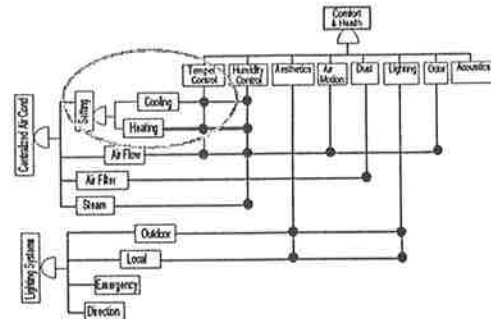 Comfort
& Health
Temper.
Control
Humidity
Control
Aesthetics
Air
Motion
Dust
Lighting
Odor
Acoustics
Centralized Air Cond
Setting
Cooling
Heating
Air Flow
Air Filter
Steam
Lighting Systems
Outdoor
Local
Emergency
Direction